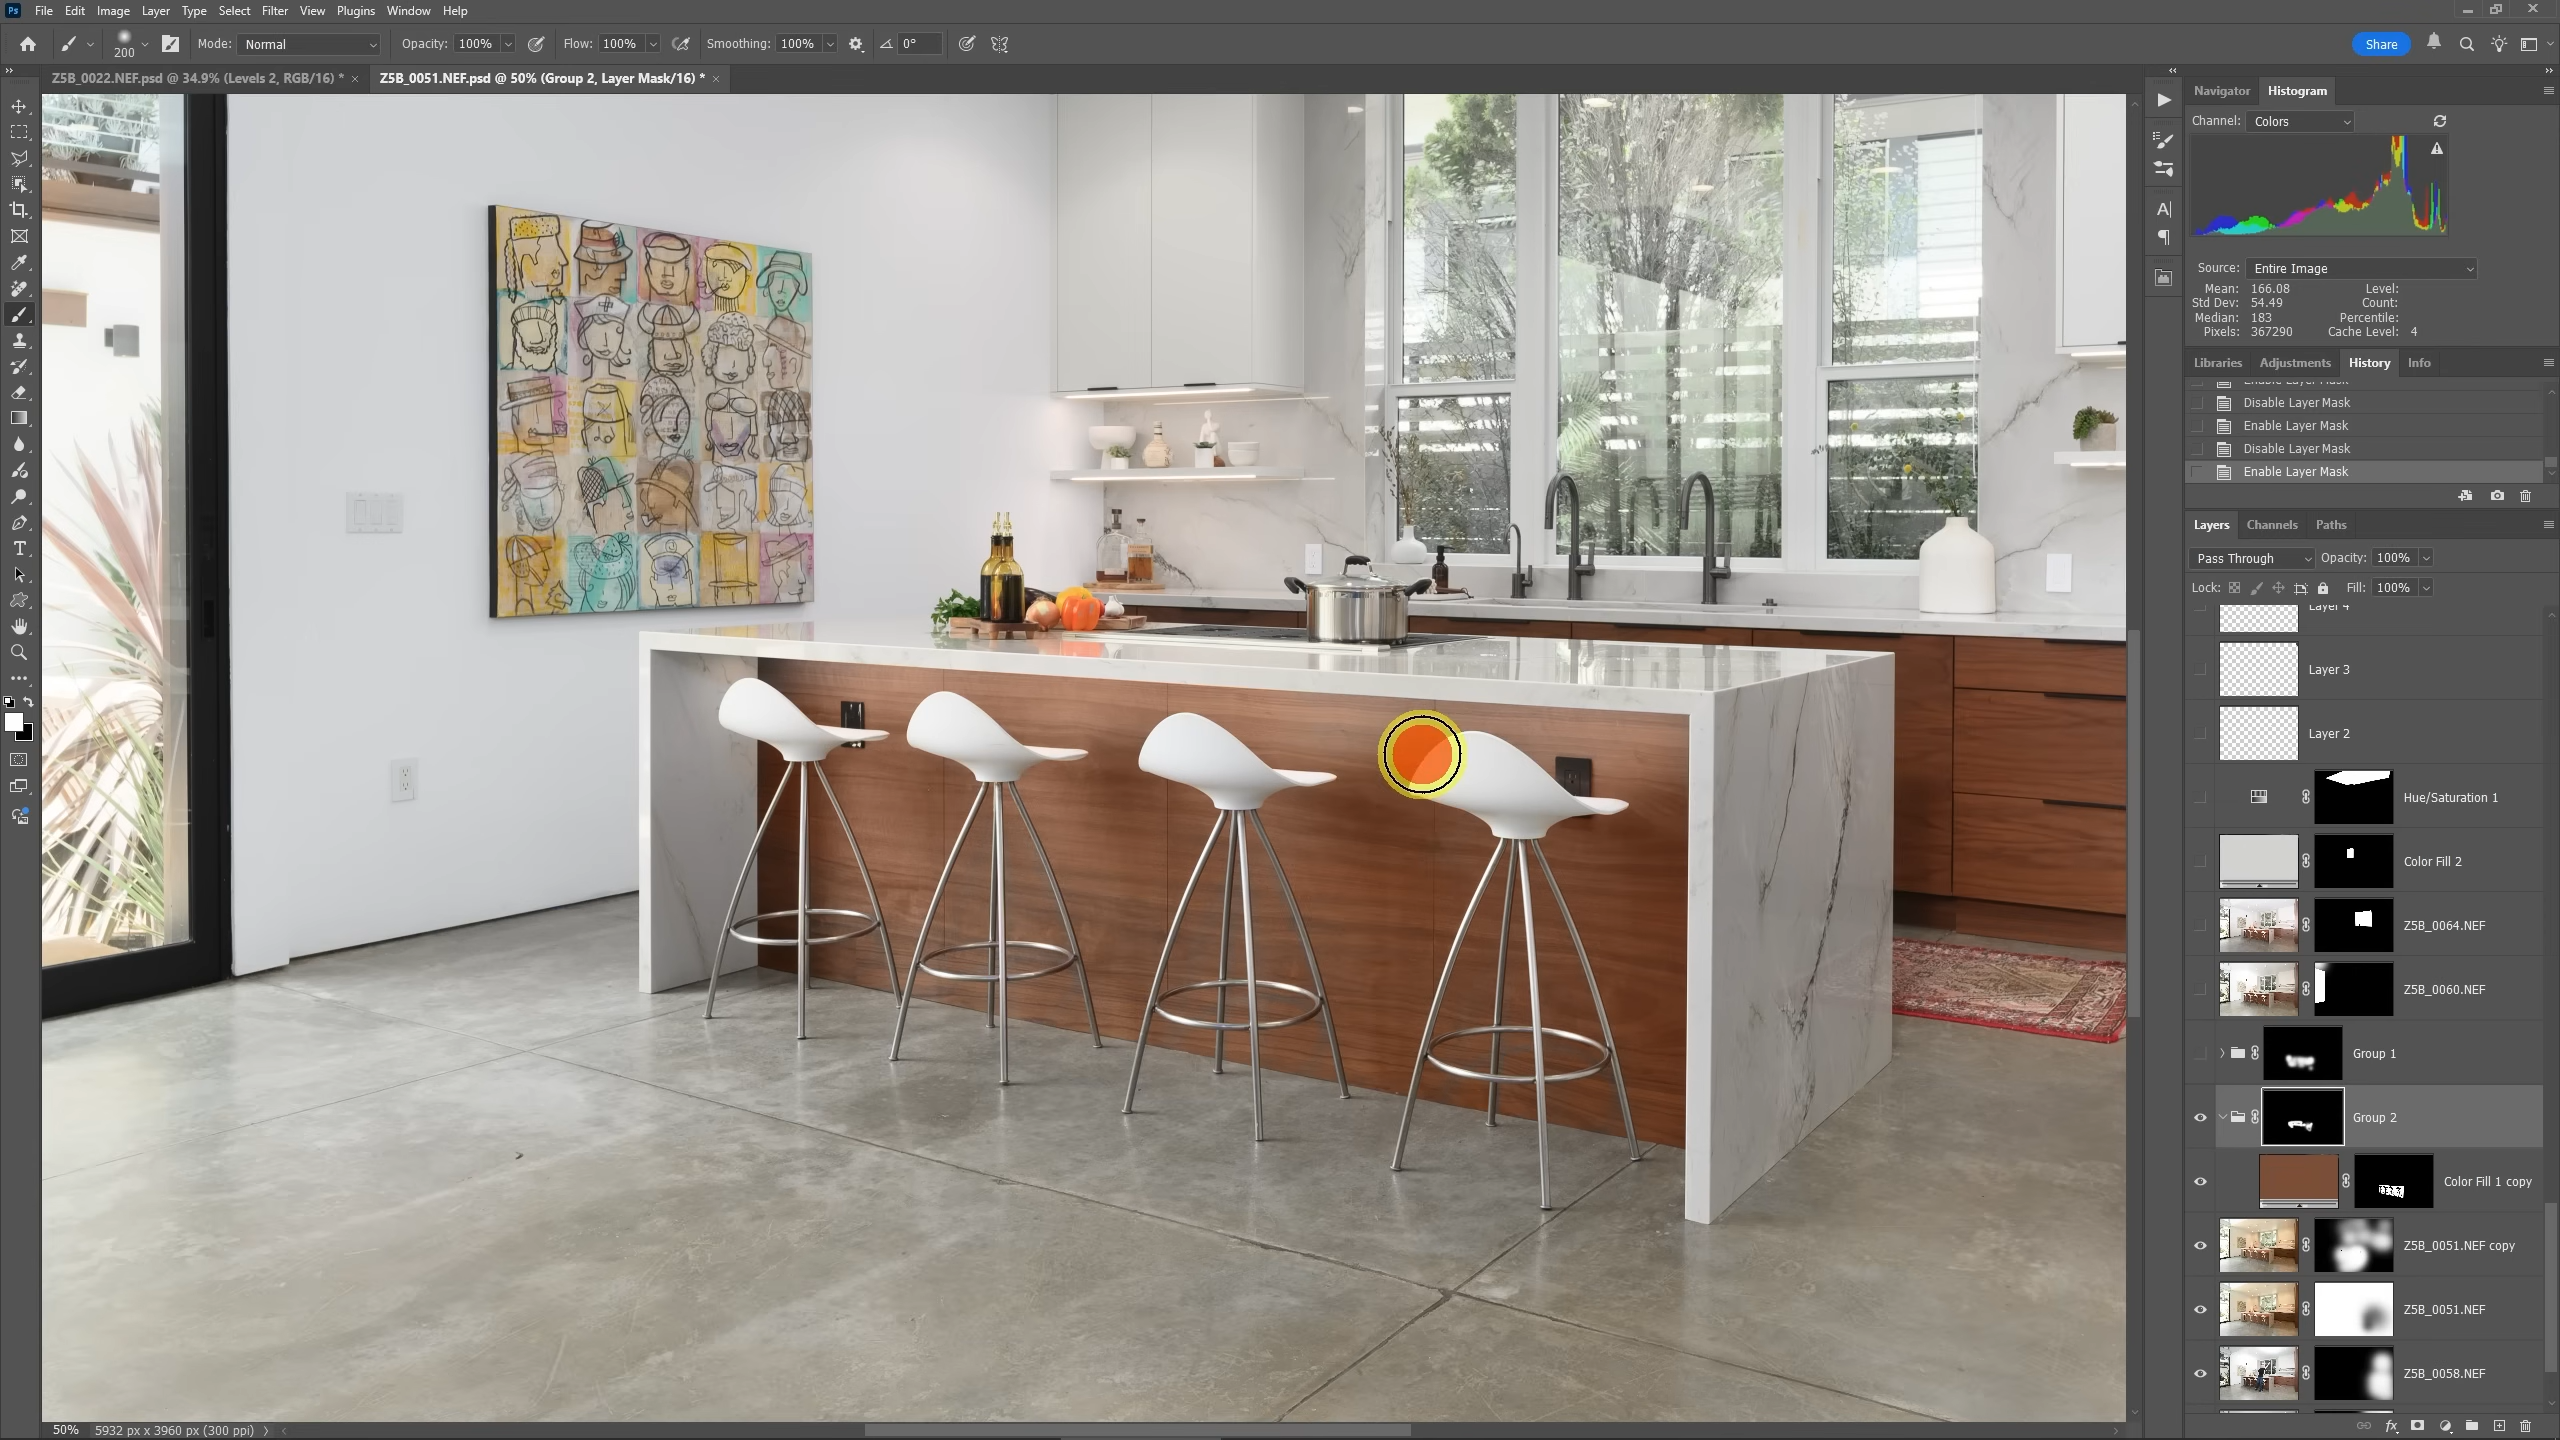 Ps File Edit Image Layer Type Select Filter View Plugins Window Help
200 Mode: Normal Opacity: 100% Flow: 100% Smoothing: 100% 0° Share
Z5B_0022.NEF.psd @ 34.9% (Levels 2, RGB/16) * × Z5B_0051.NEF.psd @ 50% (Group 2, Layer Mask/16) * ×
Navigator Histogram
Channel: Colors
Source: Entire Image
Mean: 166.08 Level:
Std Dev: 54.49 Count:
Median: 183 Percentile:
Pixels: 367290 Cache Level: 4
Libraries Adjustments History Info
Enable Layer Mask
Disable Layer Mask
Enable Layer Mask
Disable Layer Mask
Enable Layer Mask
Layers Channels Paths
Pass Through Opacity: 100%
Lock: Fill: 100%
Layer 4
Layer 3
Layer 2
Hue/Saturation 1
Color Fill 2
Z5B_0064.NEF
Z5B_0060.NEF
Group 1
Group 2
Color Fill 1 copy
Z5B_0051.NEF copy
Z5B_0051.NEF
Z5B_0058.NEF
50% 5932 px x 3960 px (300 ppi)